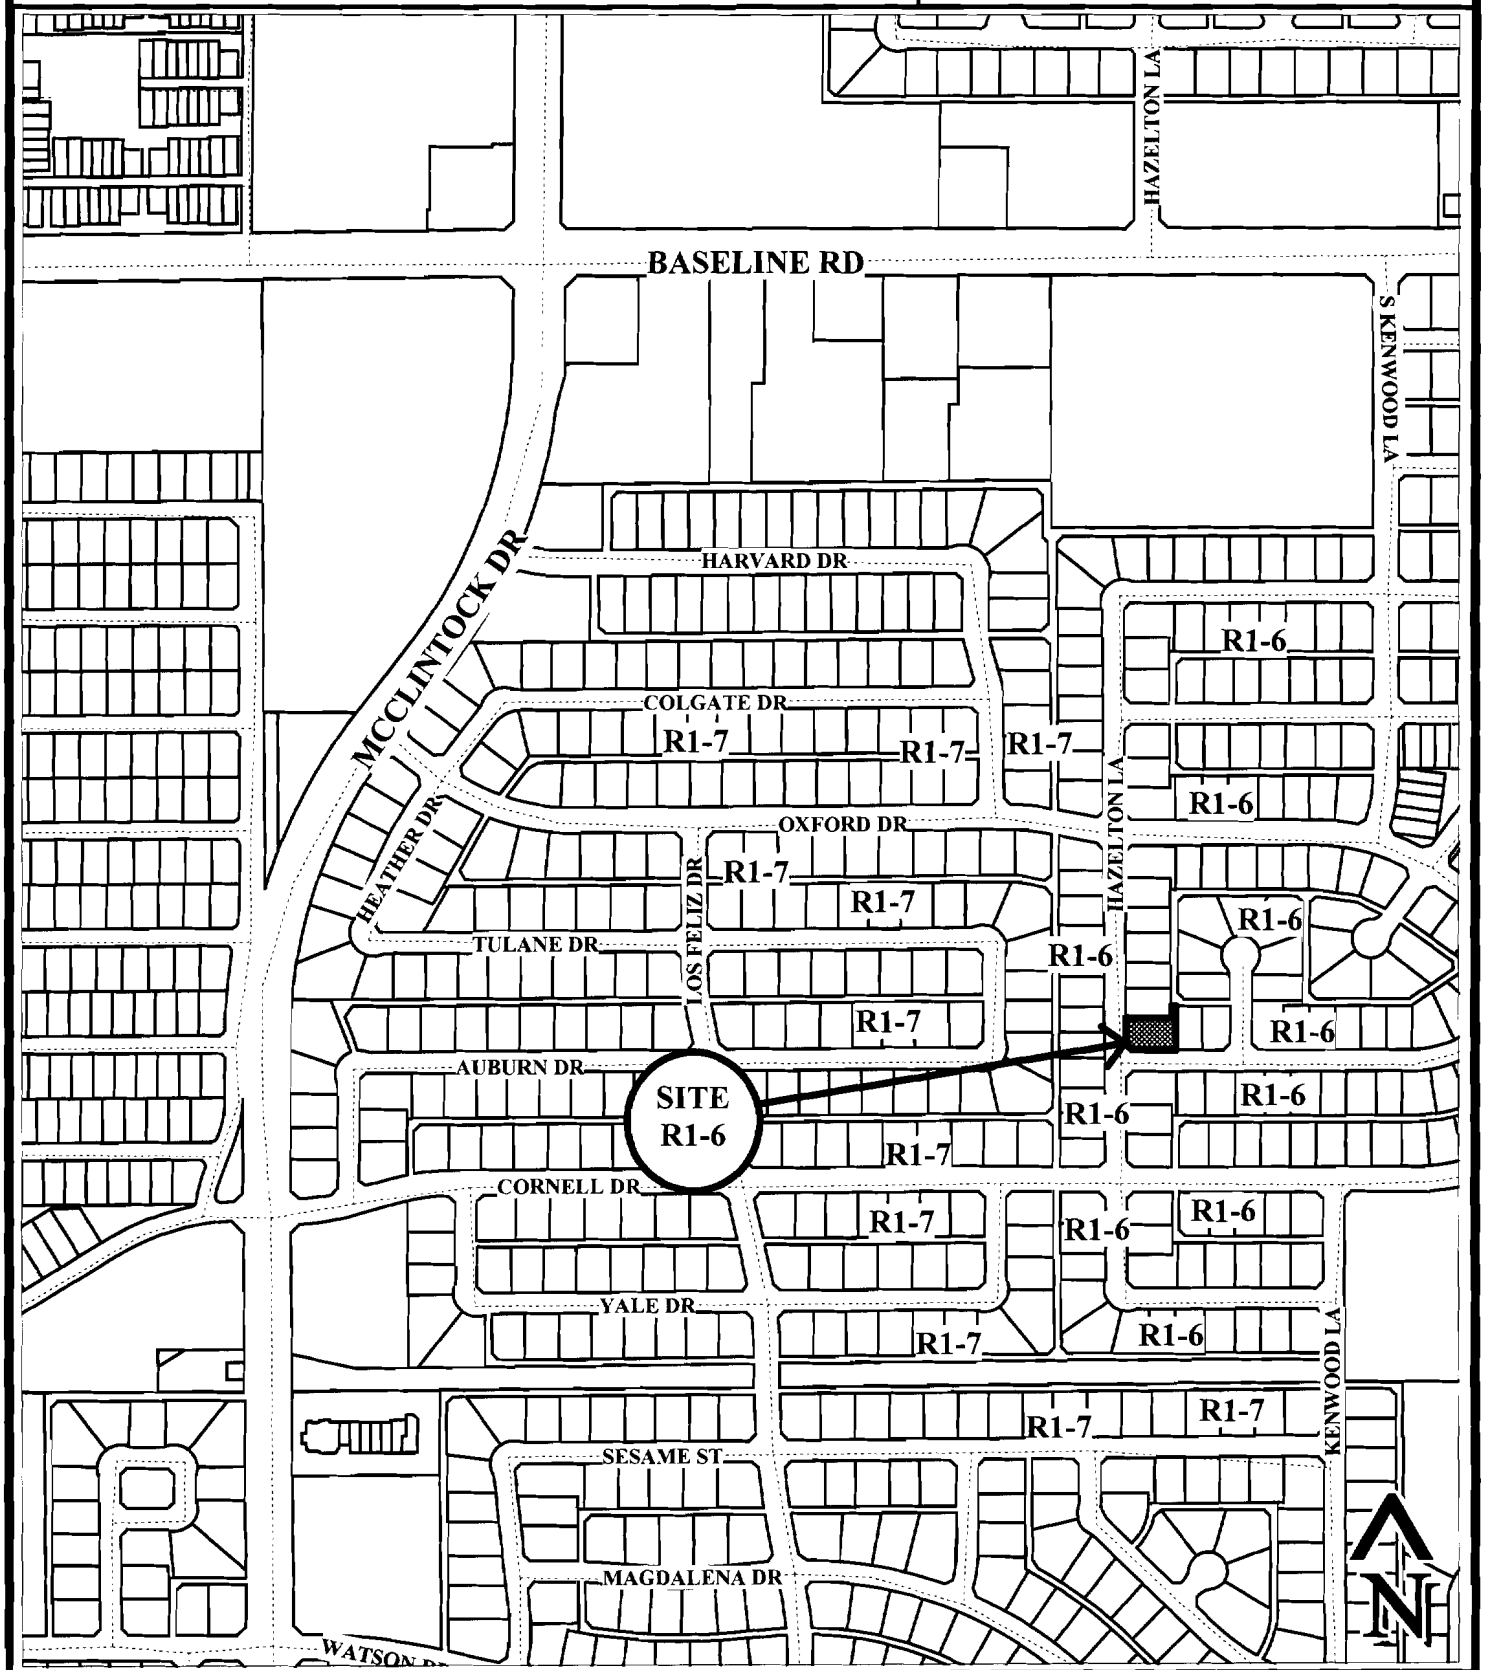 HAZELTON LA
BASELINE RD
S KENWOOD LA
MCCLINTOCK DR
HARVARD DR
R1-6
COLGATE DR
R1-7
R1-7
R1-7
HAZELTON LA
R1-6
HEATHER DR
OXFORD DR
LOS FELIZ DR
R1-7
R1-7
R1-6
TULANE DR
R1-6
R1-7
R1-6
AUBURN DR
SITE
R1-6
R1-6
R1-6
R1-7
CORNELL DR
R1-7
R1-6
R1-6
YALE DR
R1-7
R1-6
KENWOOD LA
R1-7
R1-7
SESAME ST
MAGDALENA DR
N
WATSON